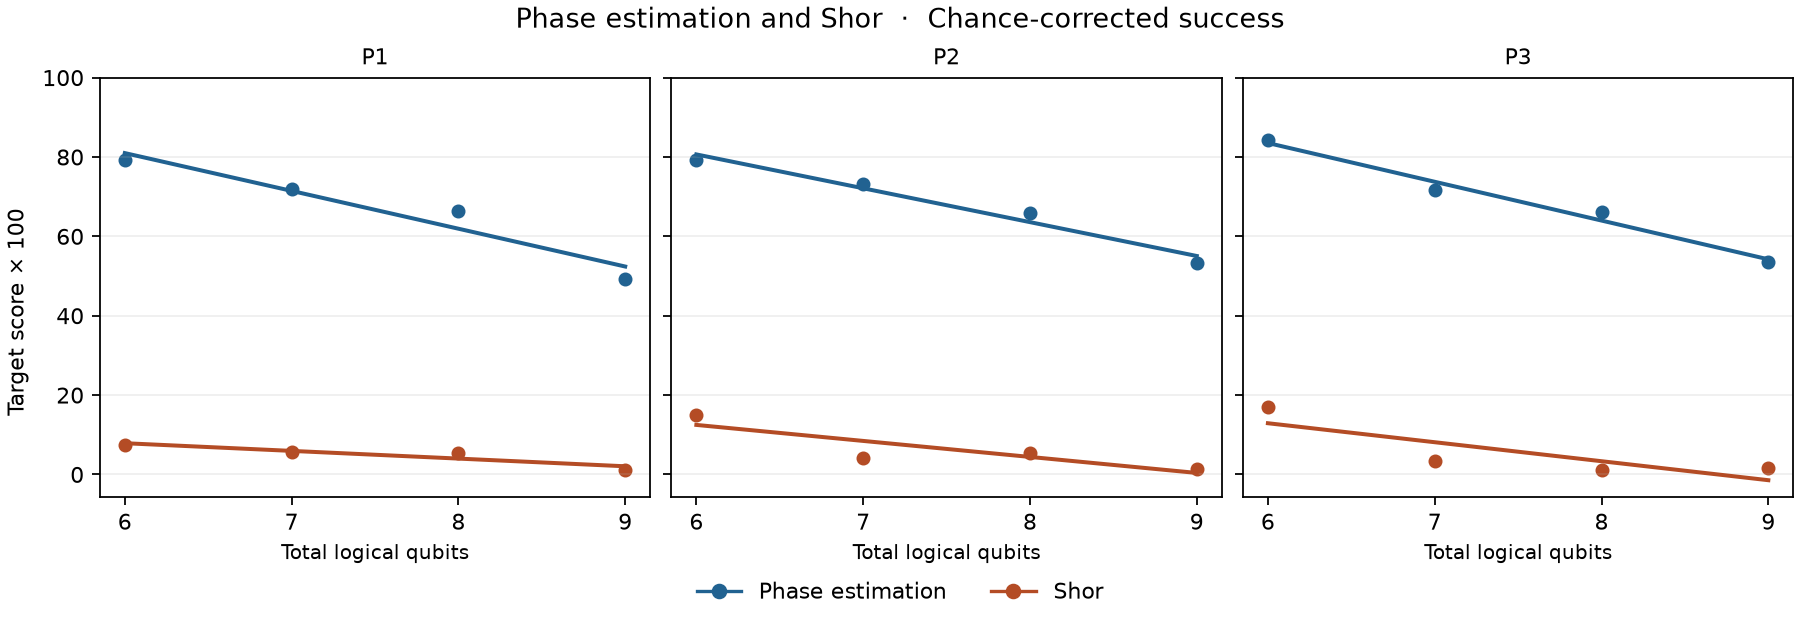 Phase estimation and Shor · Chance-corrected success
P1
P2
P3
Target score × 100
100
80
60
40
20
0
6 7 8 9
6 7 8 9
6 7 8 9
Total logical qubits
Total logical qubits
Total logical qubits
Phase estimation
Shor